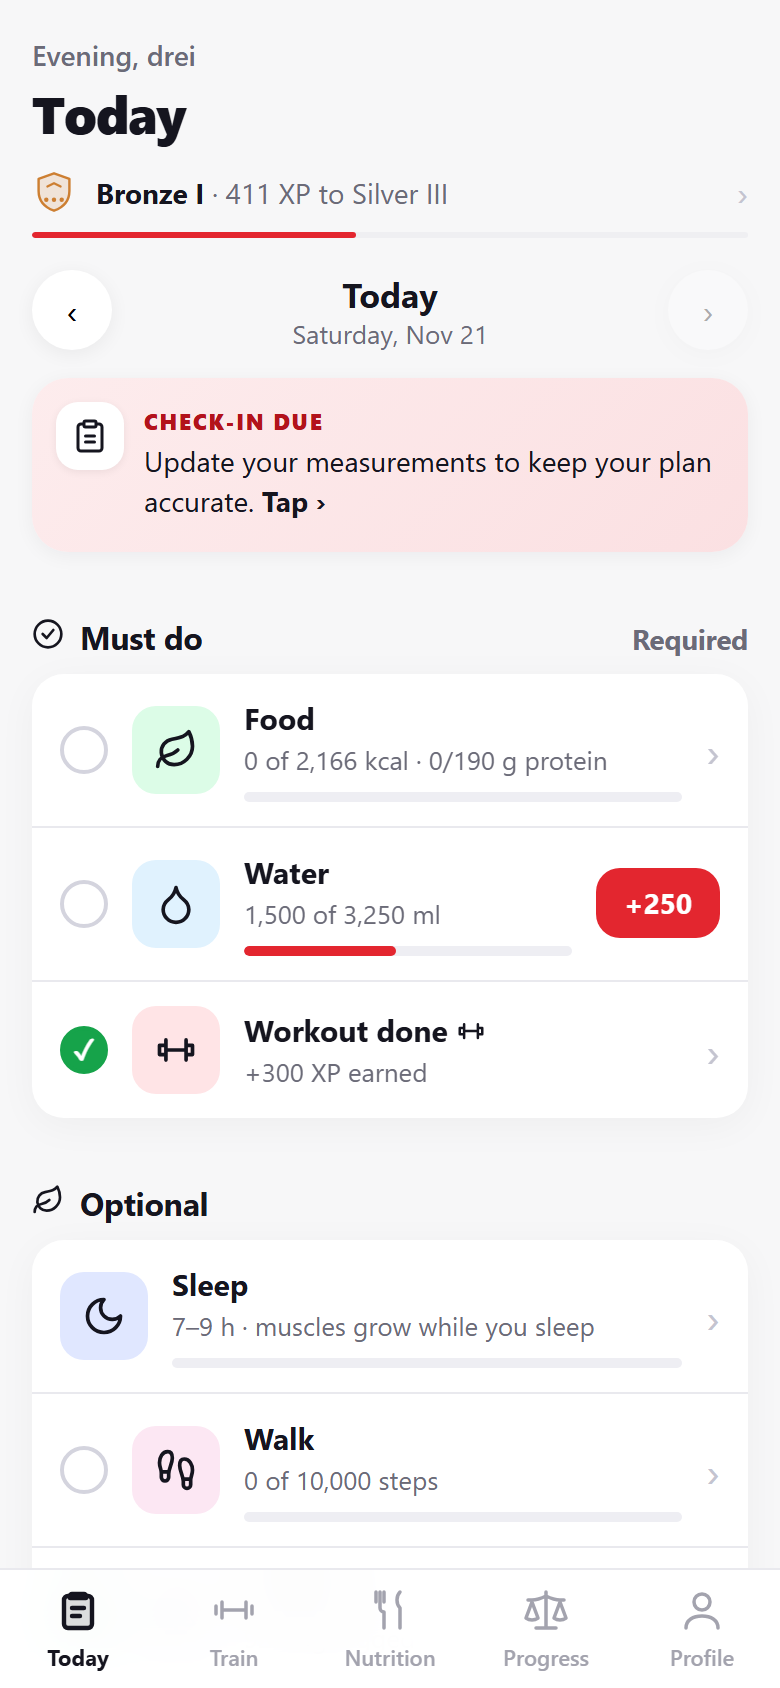 Evening, drei
Today
Bronze I · 411 XP to Silver III ›
‹ Today ›
Saturday, Nov 21
CHECK-IN DUE
Update your measurements to keep your plan
accurate. Tap ›
Must do Required
Food
0 of 2,166 kcal · 0/190 g protein ›
Water
1,500 of 3,250 ml
+250
Workout done
+300 XP earned ›
Optional
Sleep
7–9 h · muscles grow while you sleep ›
Walk
0 of 10,000 steps ›
Today Train Nutrition Progress Profile